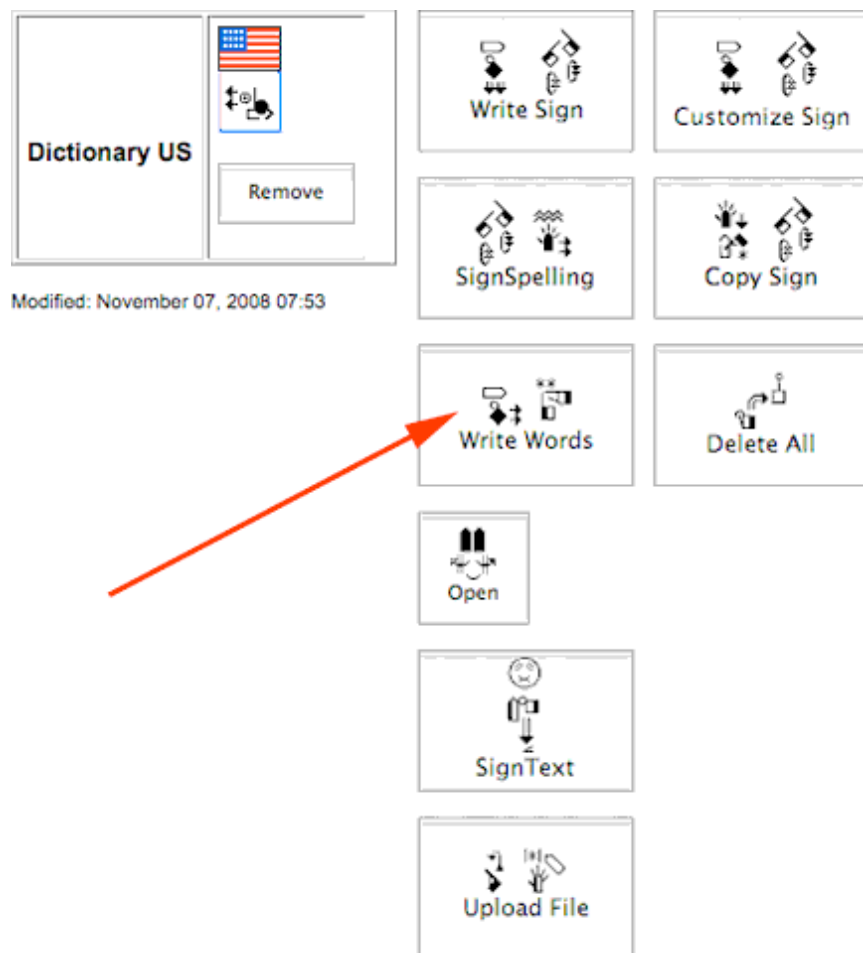 Dictionary US
Remove
Modified: November 07, 2008 07:53
Write Sign
Customize Sign
SignSpelling
Copy Sign
Write Words
Delete All
Open
SignText
Upload File